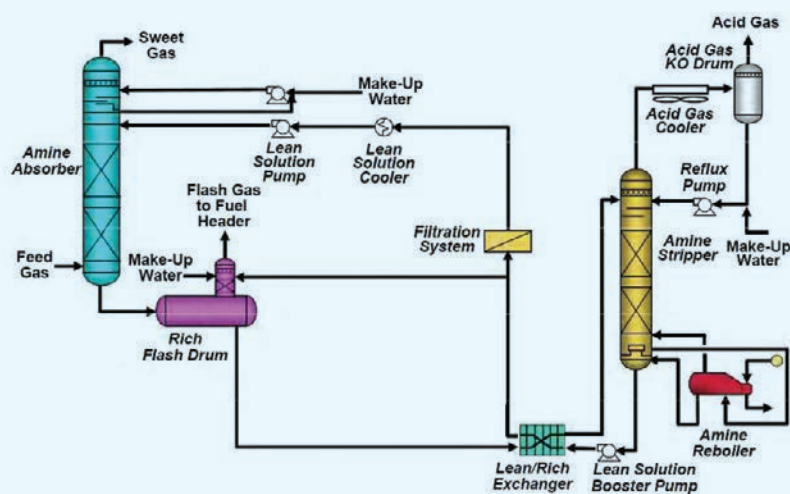 Sweet
Gas
Make-Up
Water
Amine
Absorber
Lean
Solution
Pump
Lean
Solution
Cooler
Feed
Gas
Make-Up
Water
Flash Gas
to Fuel
Header
Rich
Flash Drum
Filtration
System
Lean/Rich
Exchanger
Lean Solution
Booster Pump
Acid Gas
Acid Gas
KO Drum
Acid Gas
Cooler
Reflux
Pump
Amine
Stripper
Make-Up
Water
Amine
Reboiler